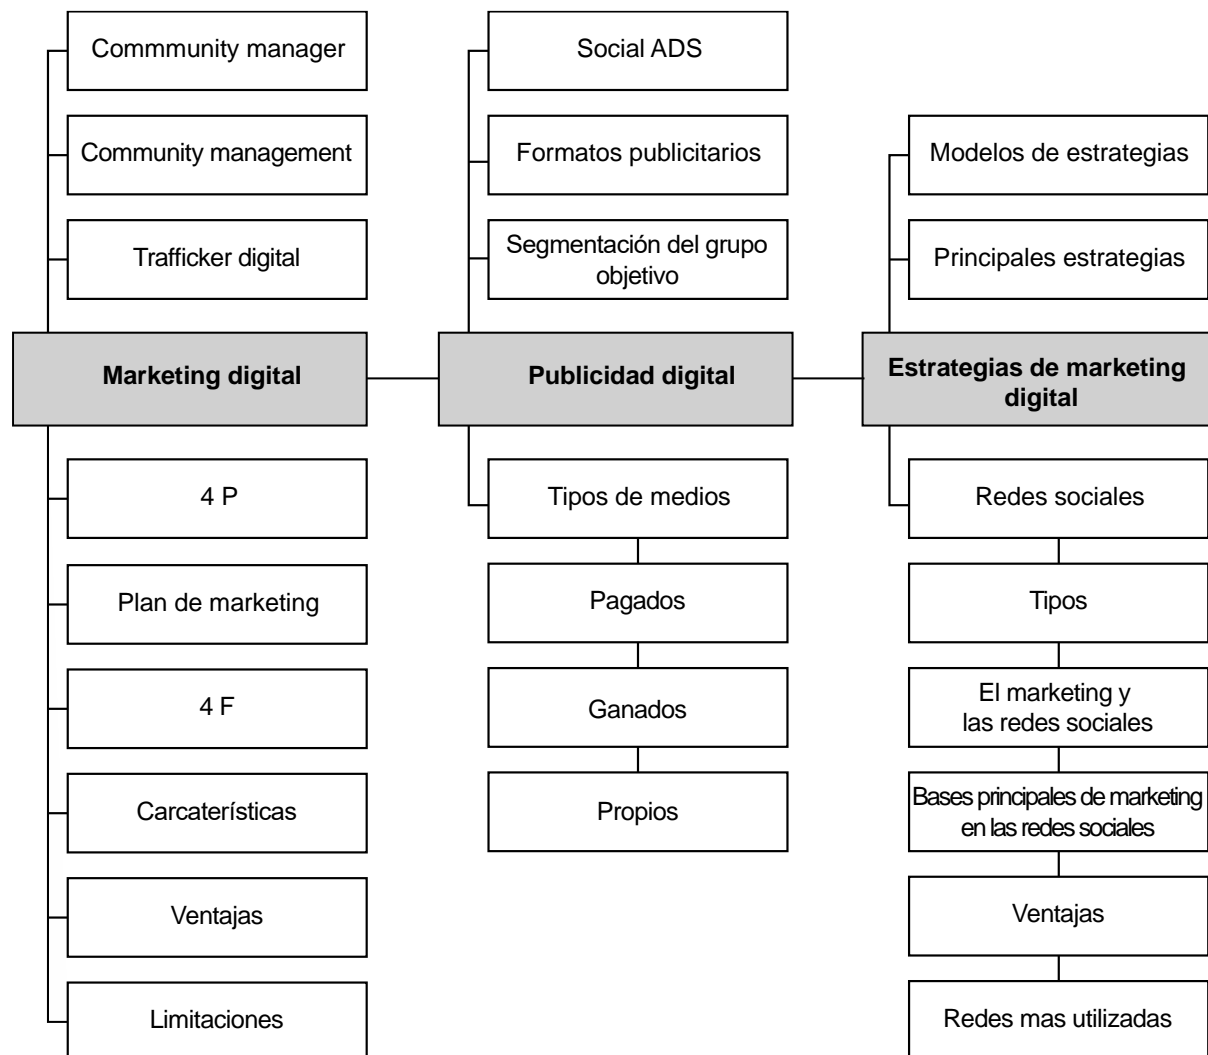 Commmunity manager
Community management
Trafficker digital
Marketing digital
4 P
Plan de marketing
4 F
Carcaterísticas
Ventajas
Limitaciones
Social ADS
Formatos publicitarios
Segmentación del grupo
objetivo
Publicidad digital
Tipos de medios
Pagados
Ganados
Propios
Modelos de estrategias
Principales estrategias
Estrategias de marketing
digital
Redes sociales
Tipos
El marketing y
las redes sociales
Bases principales de marketing
en las redes sociales
Ventajas
Redes mas utilizadas